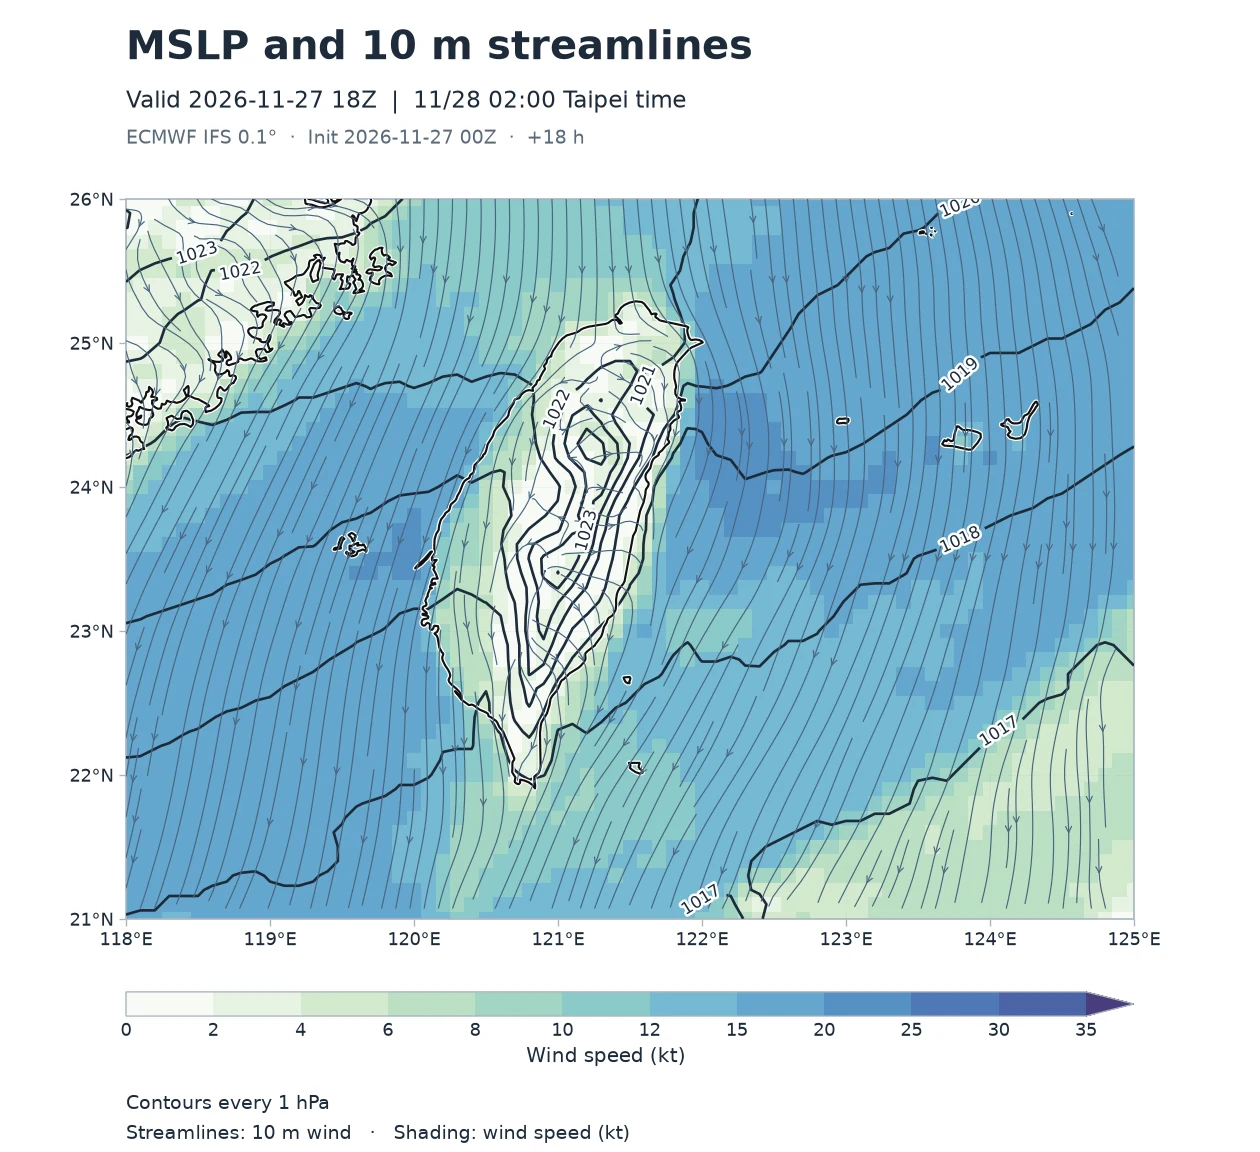 MSLP and 10 m streamlines
Valid 2026-11-27 18Z | 11/28 02:00 Taipei time
ECMWF IFS 0.1° · Init 2026-11-27 00Z · +18 h
26°N
25°N
24°N
23°N
22°N
21°N
1023
1022
1020
1021
1022
1019
1023
1018
1017
1017
118°E 119°E 120°E 121°E 122°E 123°E 124°E 125°E
0 2 4 6 8 10 12 15 20 25 30 35
Wind speed (kt)
Contours every 1 hPa
Streamlines: 10 m wind · Shading: wind speed (kt)